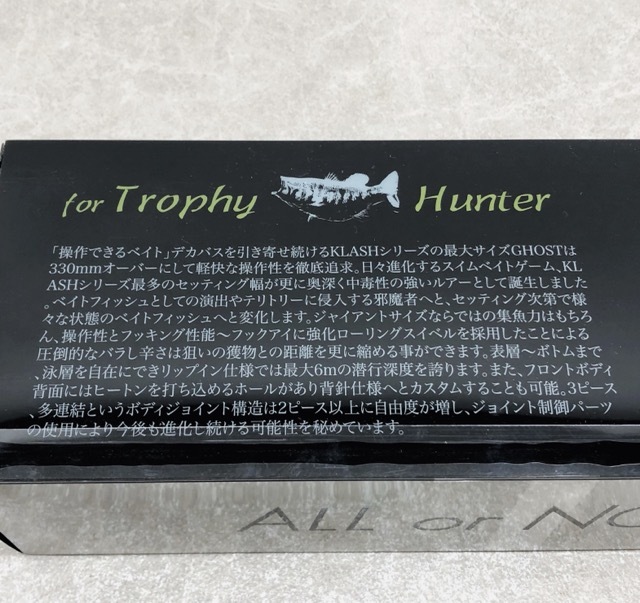 for Trophy Hunter
「操作できるベイト」デカバスを引き寄せ続けるKLASHシリーズの最大サイズGHOSTは
330mmオーバーにして軽快な操作性を徹底追求。日々進化するスイムベイトゲーム、KL
ASHシリーズ最多のセッティング幅が更に奥深く中毒性の強いルアーとして誕生しました
。ベイトフィッシュとしての演出やテリトリーに侵入する邪魔者へと、セッティング次第で様
々な状態のベイトフィッシュへと変化します。ジャイアントサイズならではの集魚力はもちろ
ん、操作性とフッキング性能～フックアイに強化ローリングスイベルを採用したことによる
圧倒的なバラし辛さは狙いの獲物との距離を更に縮める事ができます。表層～ボトムまで
、泳層を自在にできリップイン仕様では最大6mの潜行深度を誇ります。また、フロントボディ
背面にはヒートンを打ち込めるホールがあり背針仕様へとカスタムすることも可能。3ピース
、多連結というボディジョイント構造は2ピース以上に自由度が増し、ジョイント制御パーツ
の使用により今後も進化し続ける可能性を秘めています。
ALL or NO